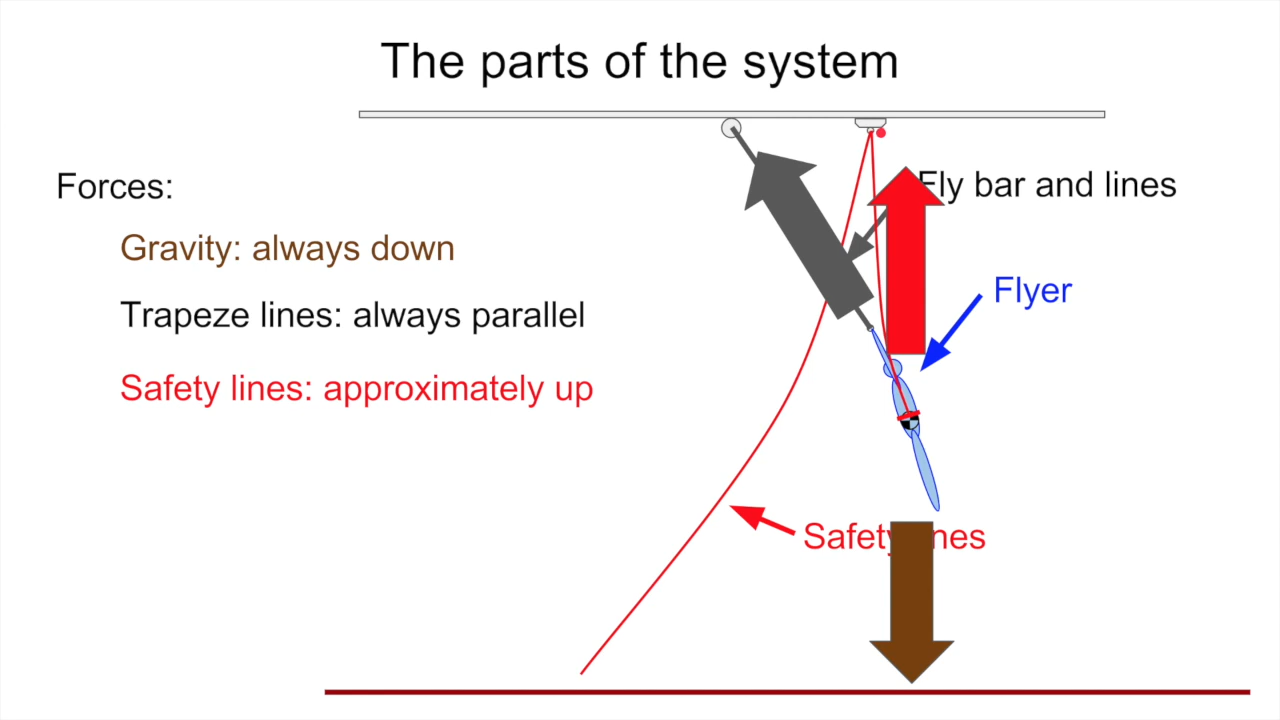 The parts of the system
Forces:
Fly bar and lines
Gravity: always down
Flyer
Trapeze lines: always parallel
Safety lines: approximately up
Safety nes